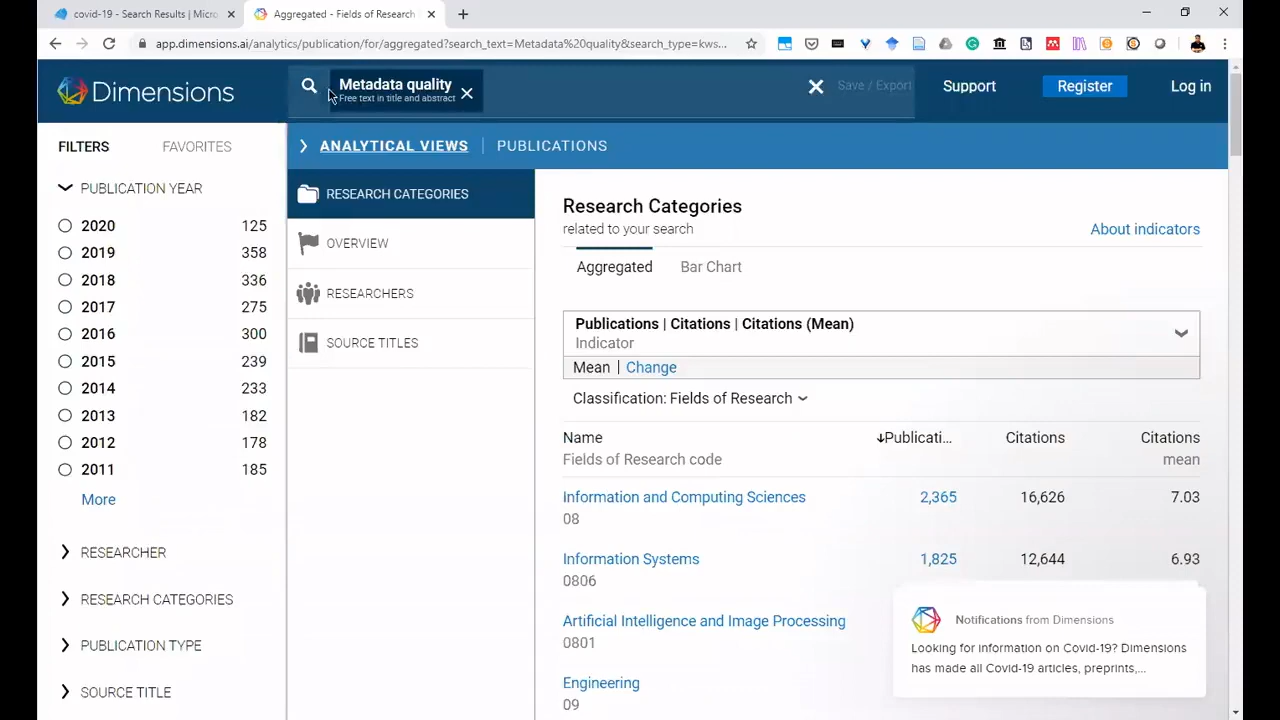 covid-19 - Search Results | Micro
Aggregated - Fields of Research
app.dimensions.ai/analytics/publication/for/aggregated?search_text=Metadata%20quality&search_type=kws...
Dimensions
Metadata quality
Free text in title and abstract
Save / Export
Support
Register
Log in
FILTERS
FAVORITES
ANALYTICAL VIEWS
PUBLICATIONS
PUBLICATION YEAR
2020 125
2019 358
2018 336
2017 275
2016 300
2015 239
2014 233
2013 182
2012 178
2011 185
More
RESEARCHER
RESEARCH CATEGORIES
PUBLICATION TYPE
SOURCE TITLE
RESEARCH CATEGORIES
OVERVIEW
RESEARCHERS
SOURCE TITLES
Research Categories
related to your search
About indicators
Aggregated
Bar Chart
Publications | Citations | Citations (Mean)
Indicator
Mean | Change
Classification: Fields of Research
Name Publicati... Citations Citations
Fields of Research code mean
Information and Computing Sciences 2,365 16,626 7.03
08
Information Systems 1,825 12,644 6.93
0806
Artificial Intelligence and Image Processing
0801
Engineering
09
Notifications from Dimensions
Looking for information on Covid-19? Dimensions
has made all Covid-19 articles, preprints,...